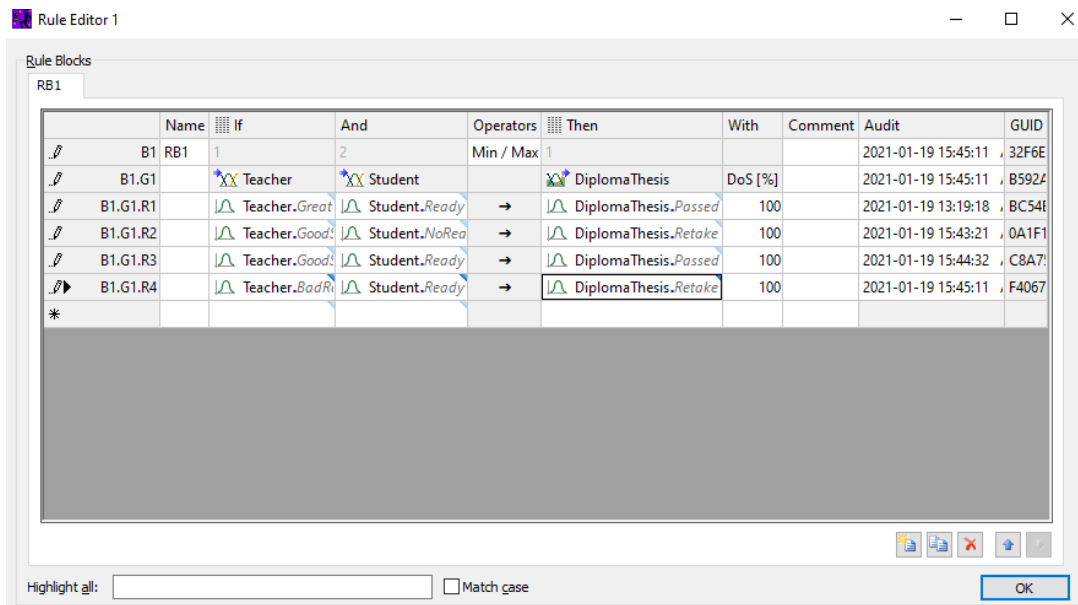 Rule Editor 1
Rule Blocks
RB1
Name If And Operators Then With Comment Audit GUID
B1 RB1 1 2 Min / Max 1 2021-01-19 15:45:11 32F6E
B1.G1 Teacher Student DiplomaThesis DoS [%] 2021-01-19 15:45:11 B592A
B1.G1.R1 Teacher.Great Student.Ready → DiplomaThesis.Passed 100 2021-01-19 13:19:18 BC54E
B1.G1.R2 Teacher.Good Student.NoRea → DiplomaThesis.Retake 100 2021-01-19 15:43:21 0A1F1
B1.G1.R3 Teacher.Good Student.Ready → DiplomaThesis.Passed 100 2021-01-19 15:44:32 C8A7
B1.G1.R4 Teacher.BadR Student.Ready → DiplomaThesis.Retake 100 2021-01-19 15:45:11 F4067
Highlight all: Match case OK